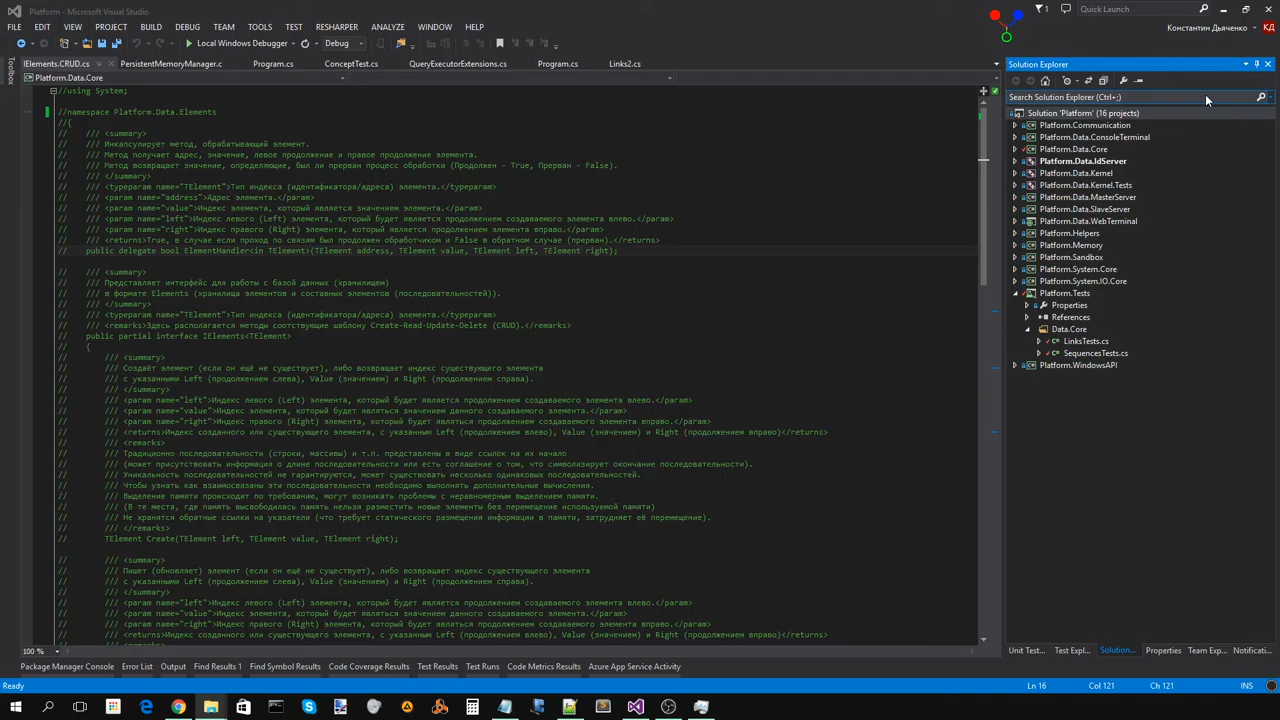 Platform - Microsoft Visual Studio
1
Quick Launch
FILE EDIT VIEW PROJECT BUILD DEBUG TEAM TOOLS TEST RESHARPER ANALYZE WINDOW HELP
Константин Дьяченко КД
Local Windows Debugger Debug
IElements.CRUD.cs PersistentMemoryManager.c Program.cs ConceptTest.cs QueryExecutorExtensions.cs Program.cs Links2.cs
Toolbox
Platform.Data.Core
//using System;
//namespace Platform.Data.Elements
//{
// /// <summary>
// /// Инкапсулирует метод, обрабатывающий элемент.
// /// Метод получает адрес, значение, левое продолжение и правое продолжение элемента.
// /// Метод возвращает значение, определяющие, был ли прерван процесс обработки (Продолжен - True, Прерван - False).
// /// </summary>
// /// <typeparam name="TElement">Тип индекса (идентификатора/адреса) элемента.</typeparam>
// /// <param name="address">Адрес элемента.</param>
// /// <param name="value">Индекс элемента, который является значением элемента.</param>
// /// <param name="left">Индекс левого (Left) элемента, который будет является продолжением создаваемого элемента влево.</param>
// /// <param name="right">Индекс правого (Right) элемента, который будет является продолжением создаваемого элемента вправо.</param>
// /// <returns>True, в случае если проход по связям был продолжен обработчиком и False в обратном случае (прерван).</returns>
// public delegate bool ElementHandler<in TElement>(TElement address, TElement value, TElement left, TElement right);
// /// <summary>
// /// Представляет интерфейс для работы с базой данных (хранилищем)
// /// в формате Elements (хранилища элементов и составных элементов (последовательностей)).
// /// </summary>
// /// <typeparam name="TElement">Тип индекса (идентификатора/адреса) элемента.</typeparam>
// /// <remarks>Здесь располагается методы соотствующие шаблону Create-Read-Update-Delete (CRUD).</remarks>
// public partial interface IElements<TElement>
// {
// /// <summary>
// /// Создаёт элемент (если он ещё не существует), либо возвращает индекс существующего элемента
// /// с указанными Left (продолжением слева), Value (значением) и Right (продолжением справа).
// /// </summary>
// /// <param name="left">Индекс левого (Left) элемента, который будет является продолжением создаваемого элемента влево.</param>
// /// <param name="value">Индекс элемента, который будет являться значением данного создаваемого элемента.</param>
// /// <param name="right">Индекс правого (Right) элемента, который будет является продолжением создаваемого элемента вправо.</param>
// /// <returns>Индекс созданного или существующего элемента, с указанным Left (продолжением влево), Value (значением) и Right (продолжением вправо)</returns>
// /// <remarks>
// /// Традиционно последовательности (строки, массивы) и т.п. представлены в виде ссылок на их начало
// /// (может присутствовать информации о длине последовательности или есть соглашение о том, что символизирует окончание последовательности).
// /// Уникальность последовательностей не гарантируются, может существовать несколько одинаковых последовательностей.
// /// Чтобы узнать как взаимосвязаны эти последовательности необходимо выполнять дополнительные вычисления.
// /// Выделение памяти происходит по требованию, могут возникать проблемы с неравномерным выделением памяти.
// /// (В те места, где память высвободилась память нельзя разместить новые элементы без перемещение используемой памяти)
// /// Не хранятся обратные ссылки на указатели (что требует статического размещения информации в памяти, затрудняет её перемещение).
// /// </remarks>
// TElement Create(TElement left, TElement value, TElement right);
// /// <summary>
// /// Пишет (обновляет) элемент (если он ещё не существует), либо возвращает индекс существующего элемента
// /// с указанными Left (продолжением слева), Value (значением) и Right (продолжением справа).
// /// </summary>
// /// <param name="left">Индекс левого (Left) элемента, который будет является продолжением создаваемого элемента влево.</param>
// /// <param name="value">Индекс элемента, который будет являться значением данного создаваемого элемента.</param>
// /// <param name="right">Индекс правого (Right) элемента, который будет является продолжением создаваемого элемента вправо.</param>
// /// <returns>Индекс созданного или существующего элемента, с указанным Left (продолжением влево), Value (значением) и Right (продолжением вправо)</returns>
// /// <remarks>
100 %
Solution Explorer
Search Solution Explorer (Ctrl+;)
Solution 'Platform' (16 projects)
Platform.Communication
Platform.Data.ConsoleTerminal
Platform.Data.Core
Platform.Data.IdServer
Platform.Data.Kernel
Platform.Data.Kernel.Tests
Platform.Data.MasterServer
Platform.Data.SlaveServer
Platform.Data.WebTerminal
Platform.Helpers
Platform.Memory
Platform.Sandbox
Platform.System.Core
Platform.System.IO.Core
Platform.Tests
Properties
References
Data.Core
LinksTests.cs
SequencesTests.cs
Platform.WindowsAPI
Unit Test... Test Expl... Solution... Properties Team Exp... Notificati...
Package Manager Console Error List Output Find Results 1 Find Symbol Results Code Coverage Results Test Results Test Runs Code Metrics Results Azure App Service Activity
Ready Ln 16 Col 121 Ch 121 INS